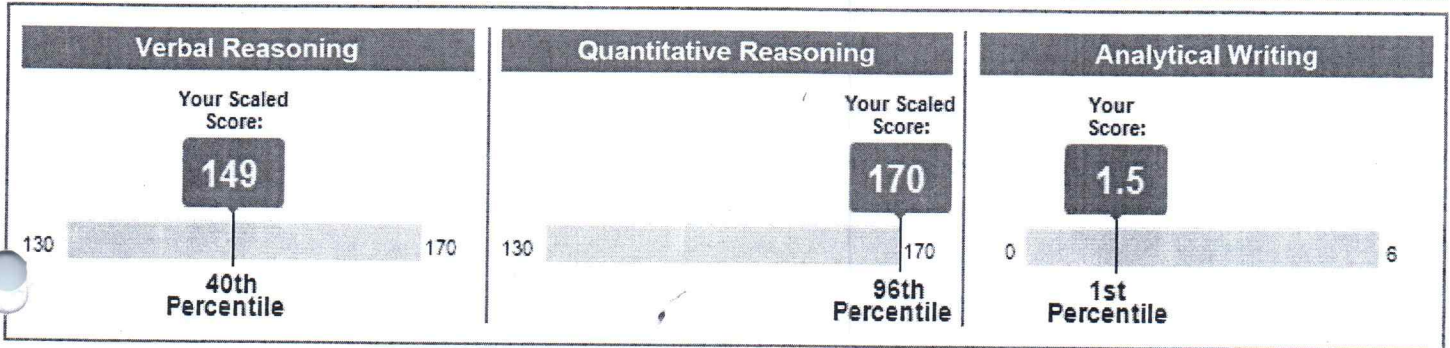 Verbal Reasoning
Your Scaled
Score:
149
130
170
40th
Percentile
Quantitative Reasoning
Your Scaled
Score:
170
130
170
96th
Percentile
Analytical Writing
Your
Score:
1.5
0
6
1st
Percentile